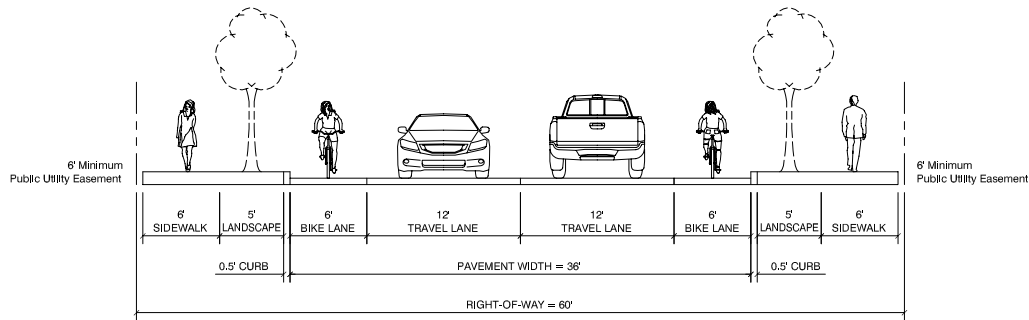 6' Minimum
Public Utility Easement
6' Minimum
Public Utility Easement
6'
SIDEWALK
5'
LANDSCAPE
6'
BIKE LANE
12'
TRAVEL LANE
12'
TRAVEL LANE
6'
BIKE LANE
5'
LANDSCAPE
6'
SIDEWALK
0.5' CURB
PAVEMENT WIDTH = 36'
0.5' CURB
RIGHT-OF-WAY = 60'